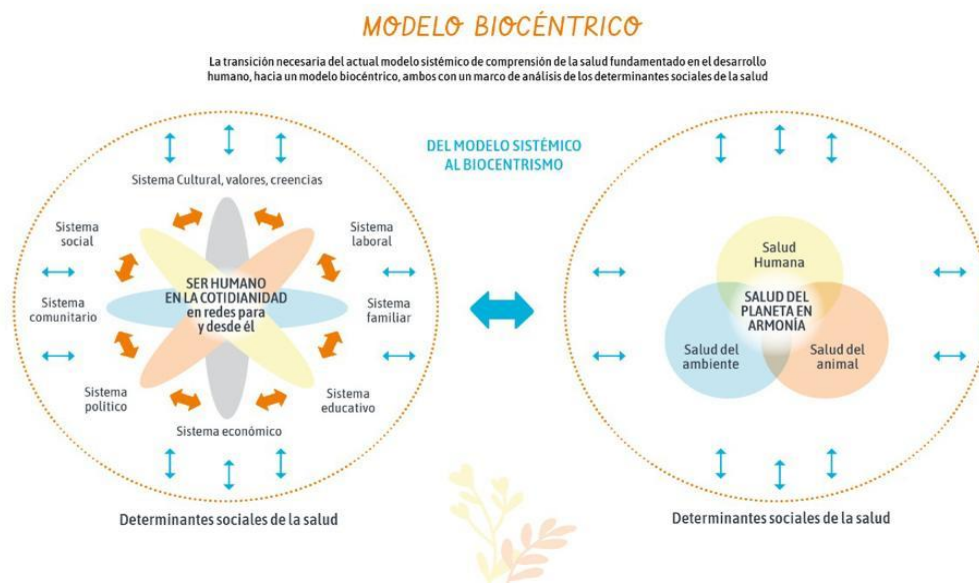 MODELO BIOCÉNTRICO
La transición necesaria del actual modelo sistémico de comprensión de la salud fundamentado en el desarrollo
humano, hacia un modelo biocéntrico, ambos con un marco de análisis de los determinantes sociales de la salud
DEL MODELO SISTÉMICO
AL BIOCENTRISMO
Sistema Cultural, valores, creencias
Sistema
social
Sistema
laboral
SER HUMANO
EN LA COTIDIANIDAD
en redes para
y desde él
Sistema
comunitario
Sistema
familiar
Sistema
político
Sistema
educativo
Sistema económico
Determinantes sociales de la salud
Salud
Humana
SALUD DEL
PLANETA EN
ARMONÍA
Salud del
ambiente
Salud del
animal
Determinantes sociales de la salud